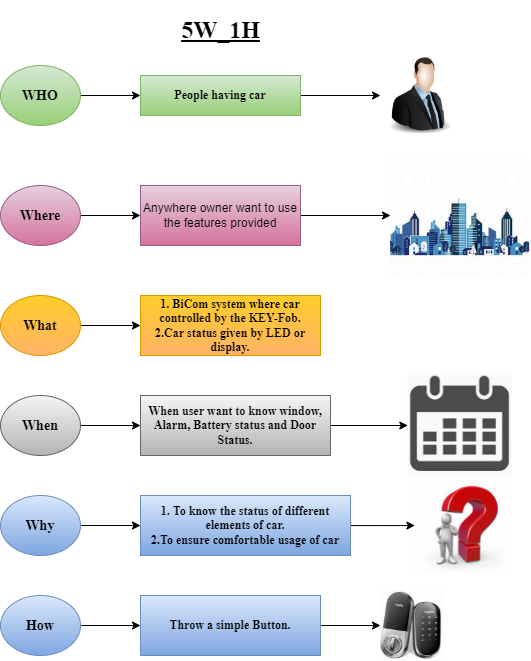 5W_1H
WHO
People having car
Where
Anywhere owner want to use
the features provided
What
1. BiCom system where car
controlled by the KEY-Fob.
2.Car status given by LED or
display.
When
When user want to know window,
Alarm, Battery status and Door
Status.
Why
1. To know the status of different
elements of car.
2.To ensure comfortable usage of car
How
Throw a simple Button.